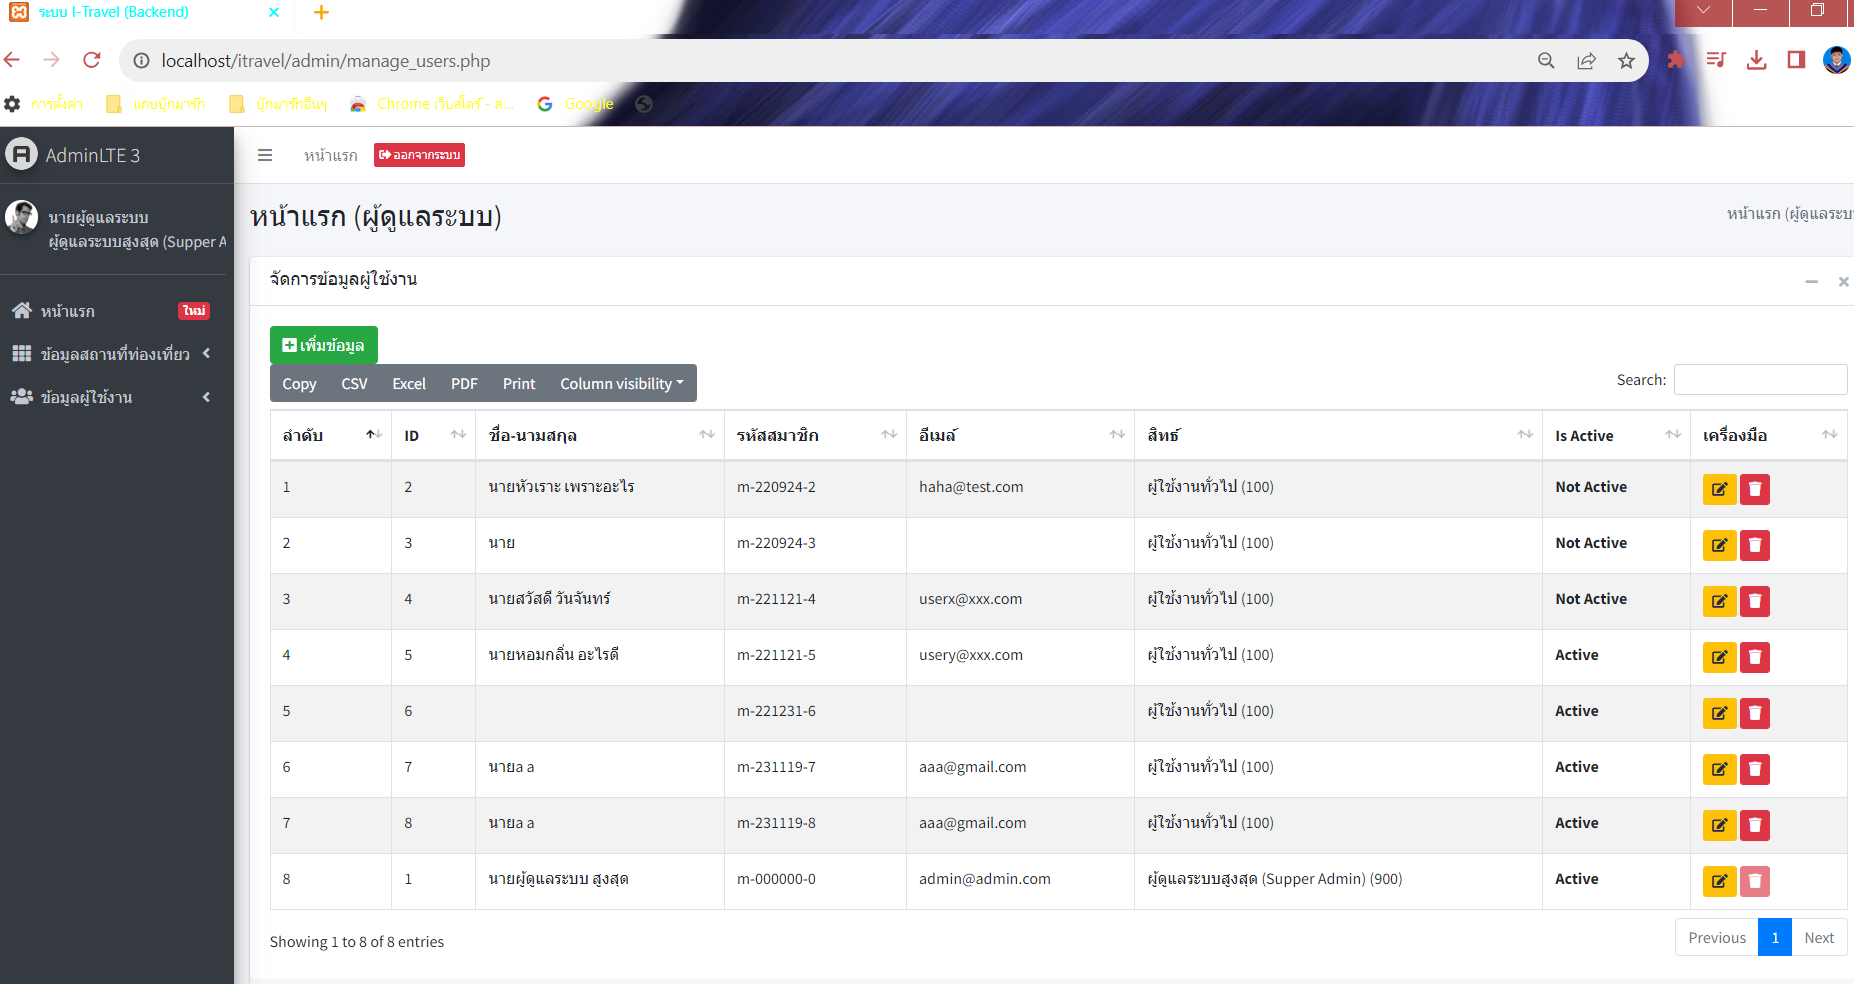 ระบบ I-Travel (Backend)
localhost/itravel/admin/manage_users.php
การตั้งค่า แถบบุ๊กมาร์ก บุ๊กมาร์กอื่นๆ Chrome เว็บสโตร์ - ส... Google
AdminLTE 3
หน้าแรก ออกจากระบบ
นายผู้ดูแลระบบ
ผู้ดูแลระบบสูงสุด (Supper A
หน้าแรก (ผู้ดูแลระบบ)
หน้าแรก (ผู้ดูแลระบบ
หน้าแรก ใหม่
ข้อมูลสถานที่ท่องเที่ยว
ข้อมูลผู้ใช้งาน
จัดการข้อมูลผู้ใช้งาน
เพิ่มข้อมูล
Copy CSV Excel PDF Print Column visibility
Search:
ลำดับ ID ชื่อ-นามสกุล รหัสสมาชิก อีเมล์ สิทธ์ Is Active เครื่องมือ
1 2 นายหัวเราะ เพราะอะไร m-220924-2 haha@test.com ผู้ใช้งานทั่วไป (100) Not Active
2 3 นาย m-220924-3 ผู้ใช้งานทั่วไป (100) Not Active
3 4 นายสวัสดี วันจันทร์ m-221121-4 userx@xxx.com ผู้ใช้งานทั่วไป (100) Not Active
4 5 นายหอมกลิ่น อะไรดี m-221121-5 usery@xxx.com ผู้ใช้งานทั่วไป (100) Active
5 6 m-221231-6 ผู้ใช้งานทั่วไป (100) Active
6 7 นายa a m-231119-7 aaa@gmail.com ผู้ใช้งานทั่วไป (100) Active
7 8 นายa a m-231119-8 aaa@gmail.com ผู้ใช้งานทั่วไป (100) Active
8 1 นายผู้ดูแลระบบ สูงสุด m-000000-0 admin@admin.com ผู้ดูแลระบบสูงสุด (Supper Admin) (900) Active
Showing 1 to 8 of 8 entries
Previous 1 Next